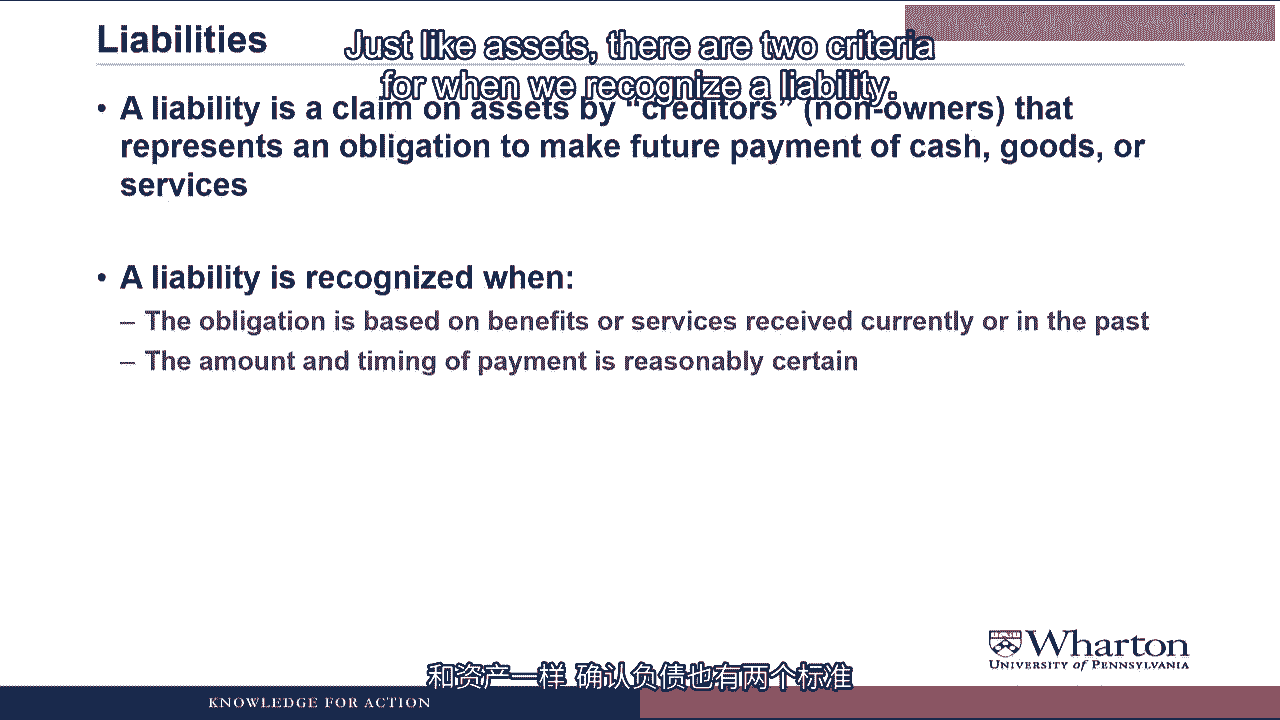 Liabilities
Just like assets, there are two criteria
for when we recognize a liability.
• A liability is a claim on assets by “creditors” (non-owners) that
represents an obligation to make future payment of cash, goods, or
services
• A liability is recognized when:
– The obligation is based on benefits or services received currently or in the past
– The amount and timing of payment is reasonably certain
Wharton
UNIVERSITY of PENNSYLVANIA
和资产一样 确认负债也有两个标准
KNOWLEDGE FOR ACTION